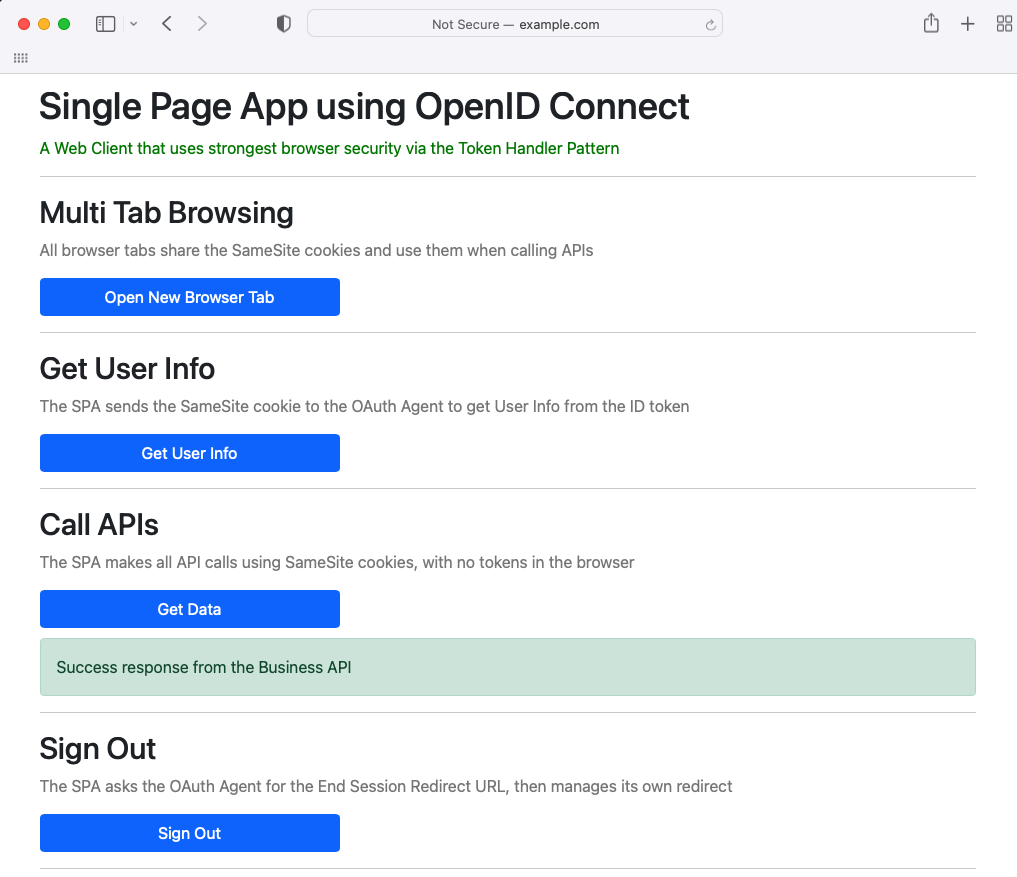 Not Secure — example.com
Single Page App using OpenID Connect
A Web Client that uses strongest browser security via the Token Handler Pattern
Multi Tab Browsing
All browser tabs share the SameSite cookies and use them when calling APIs
Open New Browser Tab
Get User Info
The SPA sends the SameSite cookie to the OAuth Agent to get User Info from the ID token
Get User Info
Call APIs
The SPA makes all API calls using SameSite cookies, with no tokens in the browser
Get Data
Success response from the Business API
Sign Out
The SPA asks the OAuth Agent for the End Session Redirect URL, then manages its own redirect
Sign Out